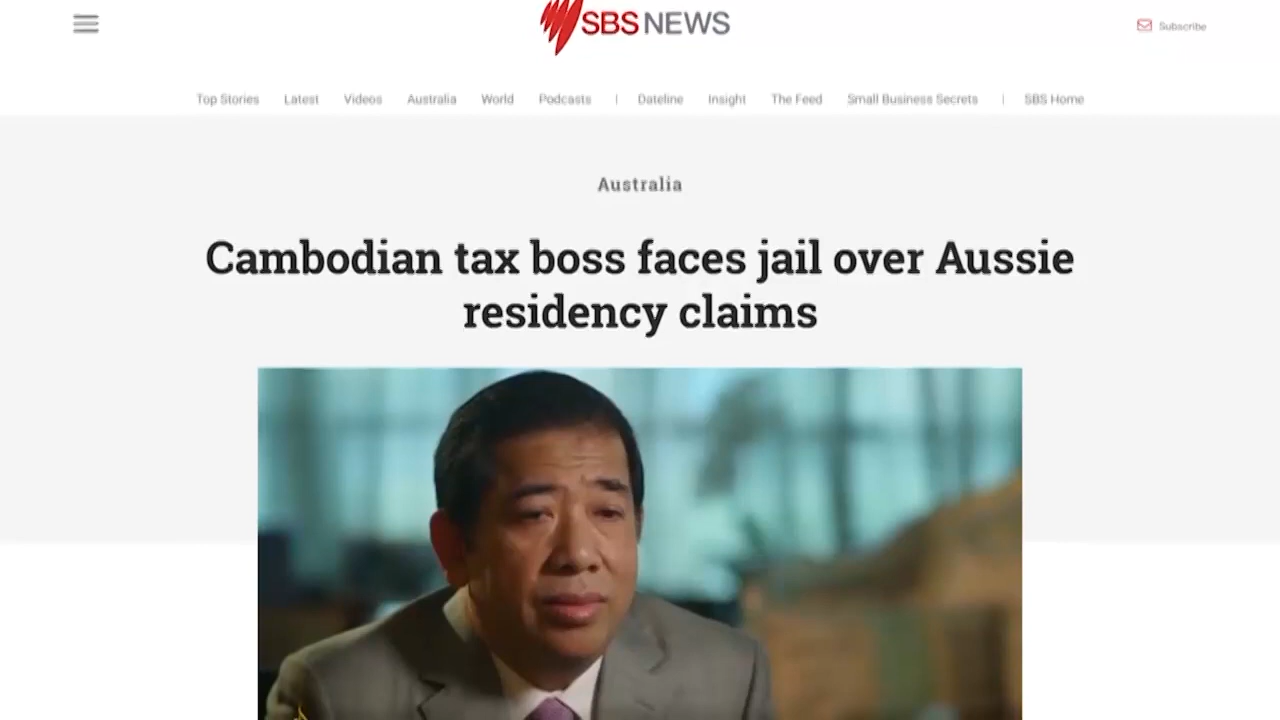 SBS NEWS
Subscribe
Top Stories Latest Videos Australia World Podcasts | Dateline Insight The Feed Small Business Secrets | SBS Home
Australia
Cambodian tax boss faces jail over Aussie
residency claims